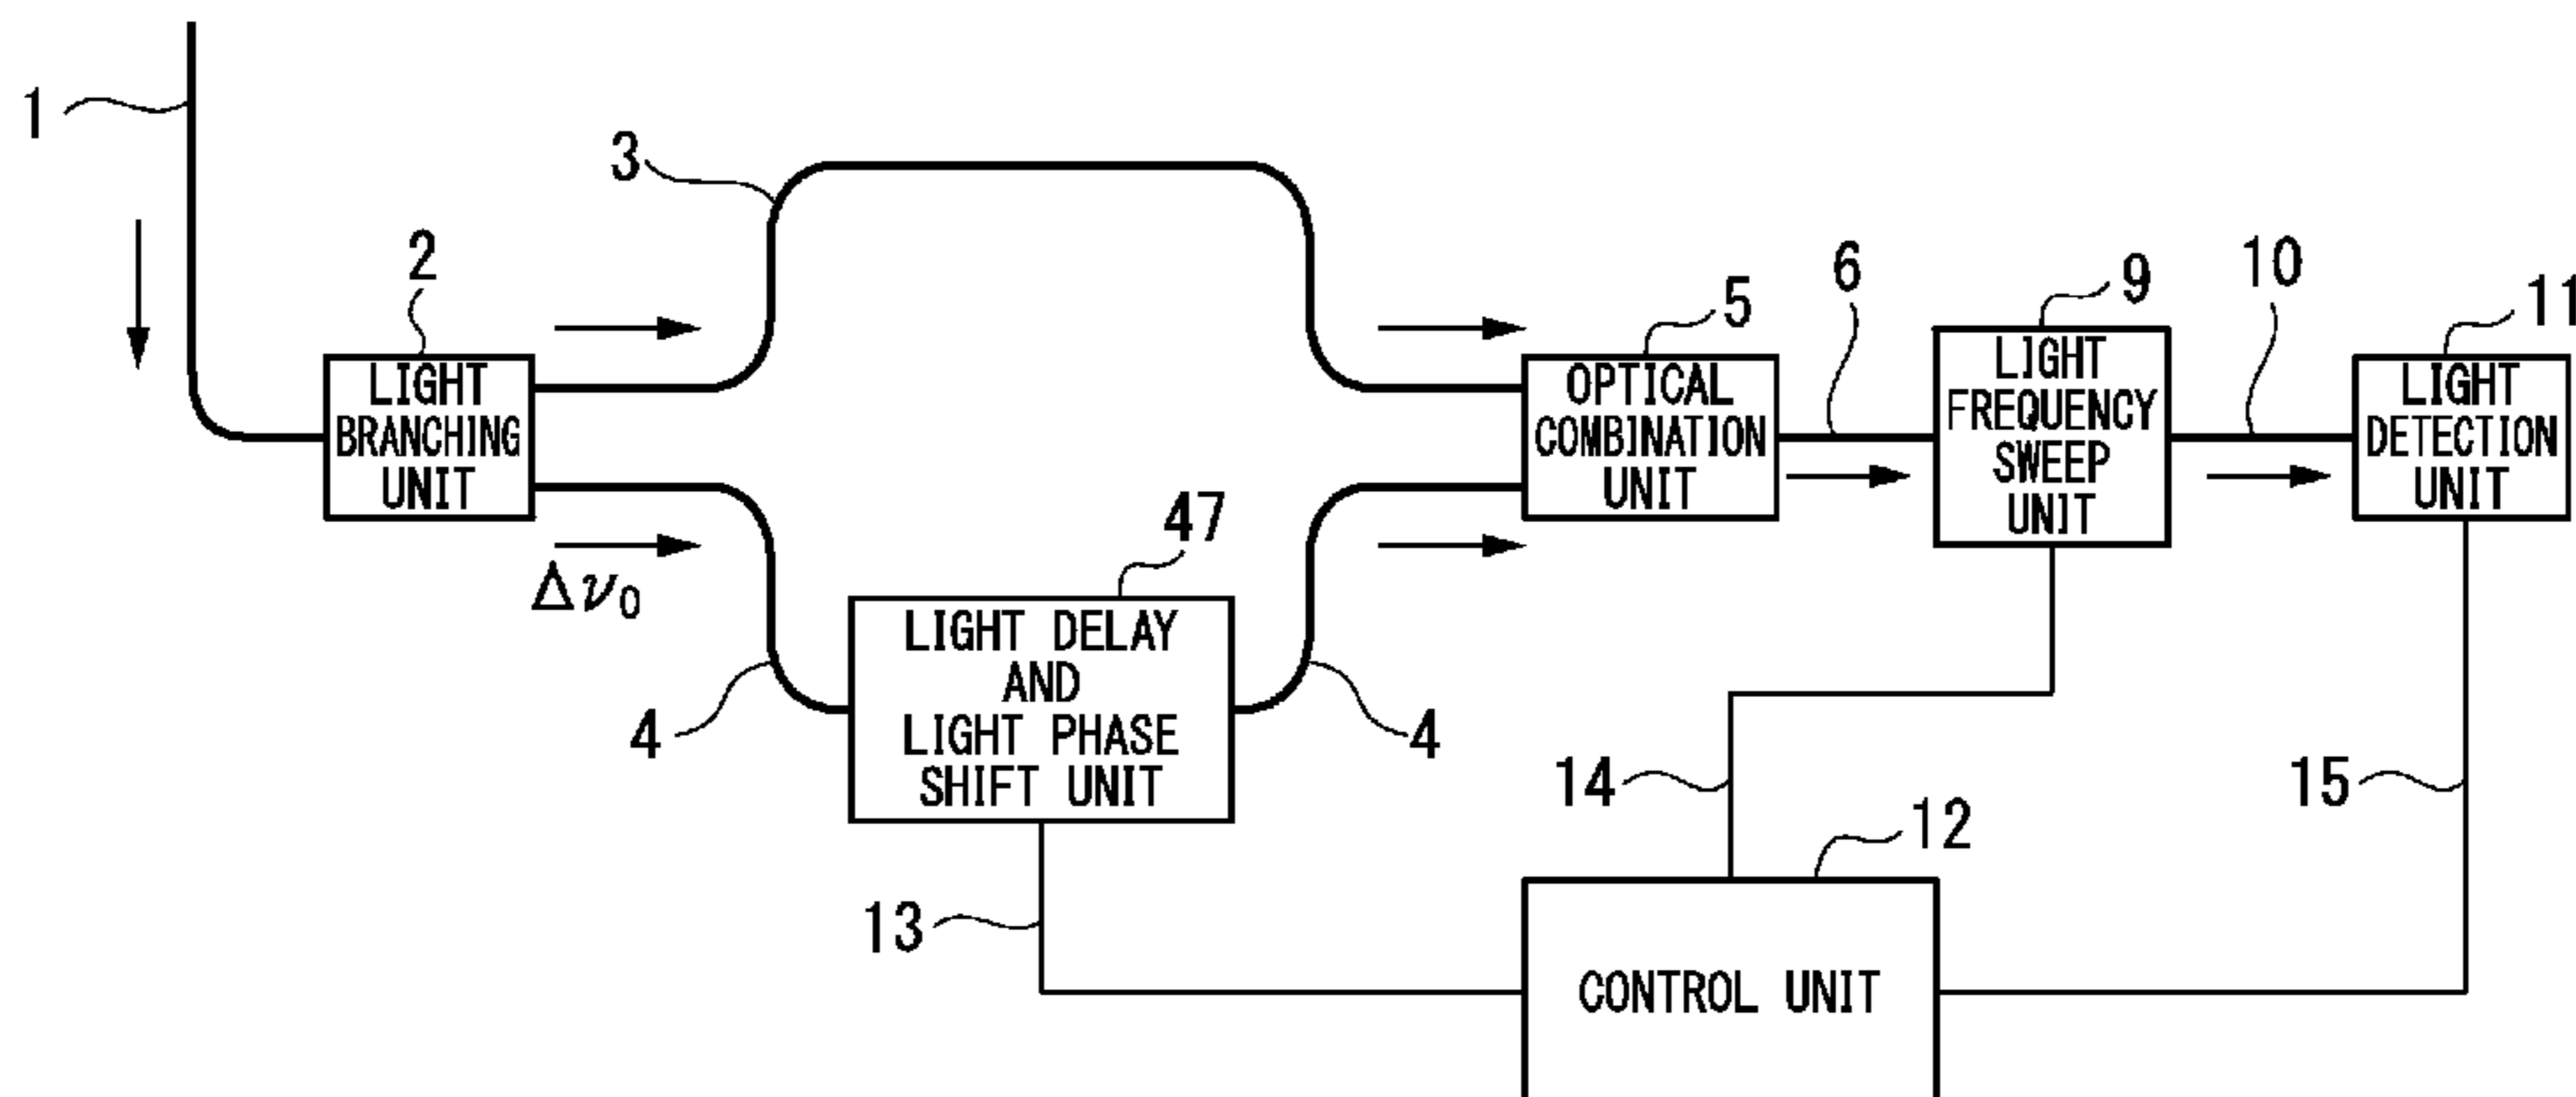 1
2
LIGHT
BRANCHING
UNIT
3
Δν₀
4
47
LIGHT DELAY
AND
LIGHT PHASE
SHIFT UNIT
4
5
OPTICAL
COMBINATION
UNIT
6
9
LIGHT
FREQUENCY
SWEEP
UNIT
10
11
LIGHT
DETECTION
UNIT
13
14
12
CONTROL UNIT
15